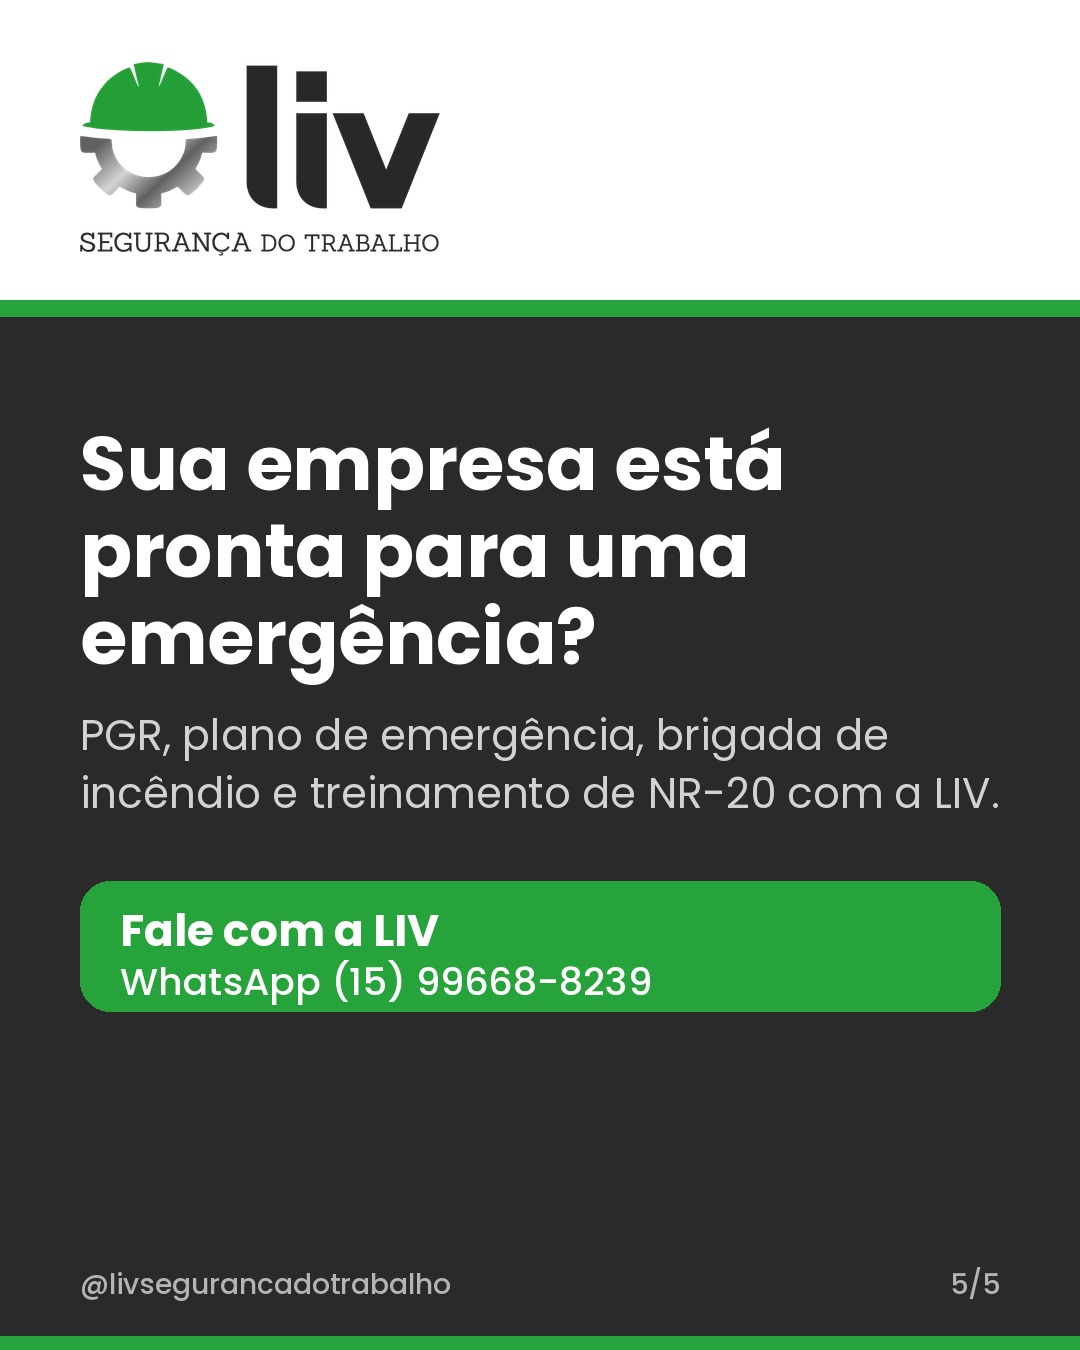 liv
SEGURANÇA DO TRABALHO
Sua empresa está
pronta para uma
emergência?
PGR, plano de emergência, brigada de
incêndio e treinamento de NR-20 com a LIV.
Fale com a LIV
WhatsApp (15) 99668-8239
@livsegurancadotrabalho
5/5